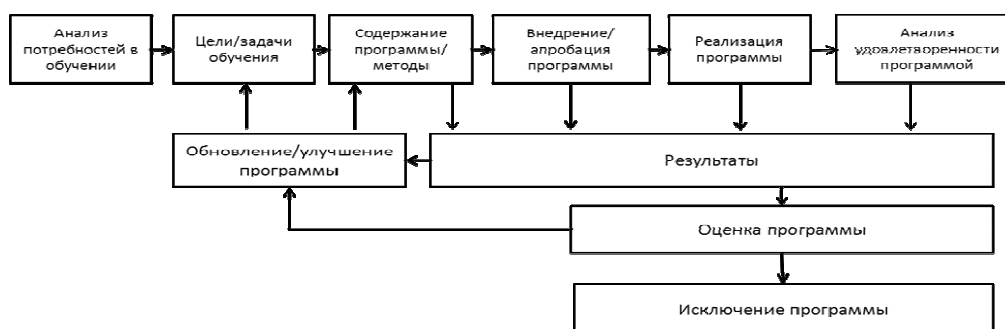 Анализ
потребностей в
обучении
Цели/задачи
обучения
Содержание
программы/
методы
Внедрение/
апробация
программы
Реализация
программы
Анализ
удовлетворенности
программой
Обновление/улучшение
программы
Результаты
Оценка программы
Исключение программы